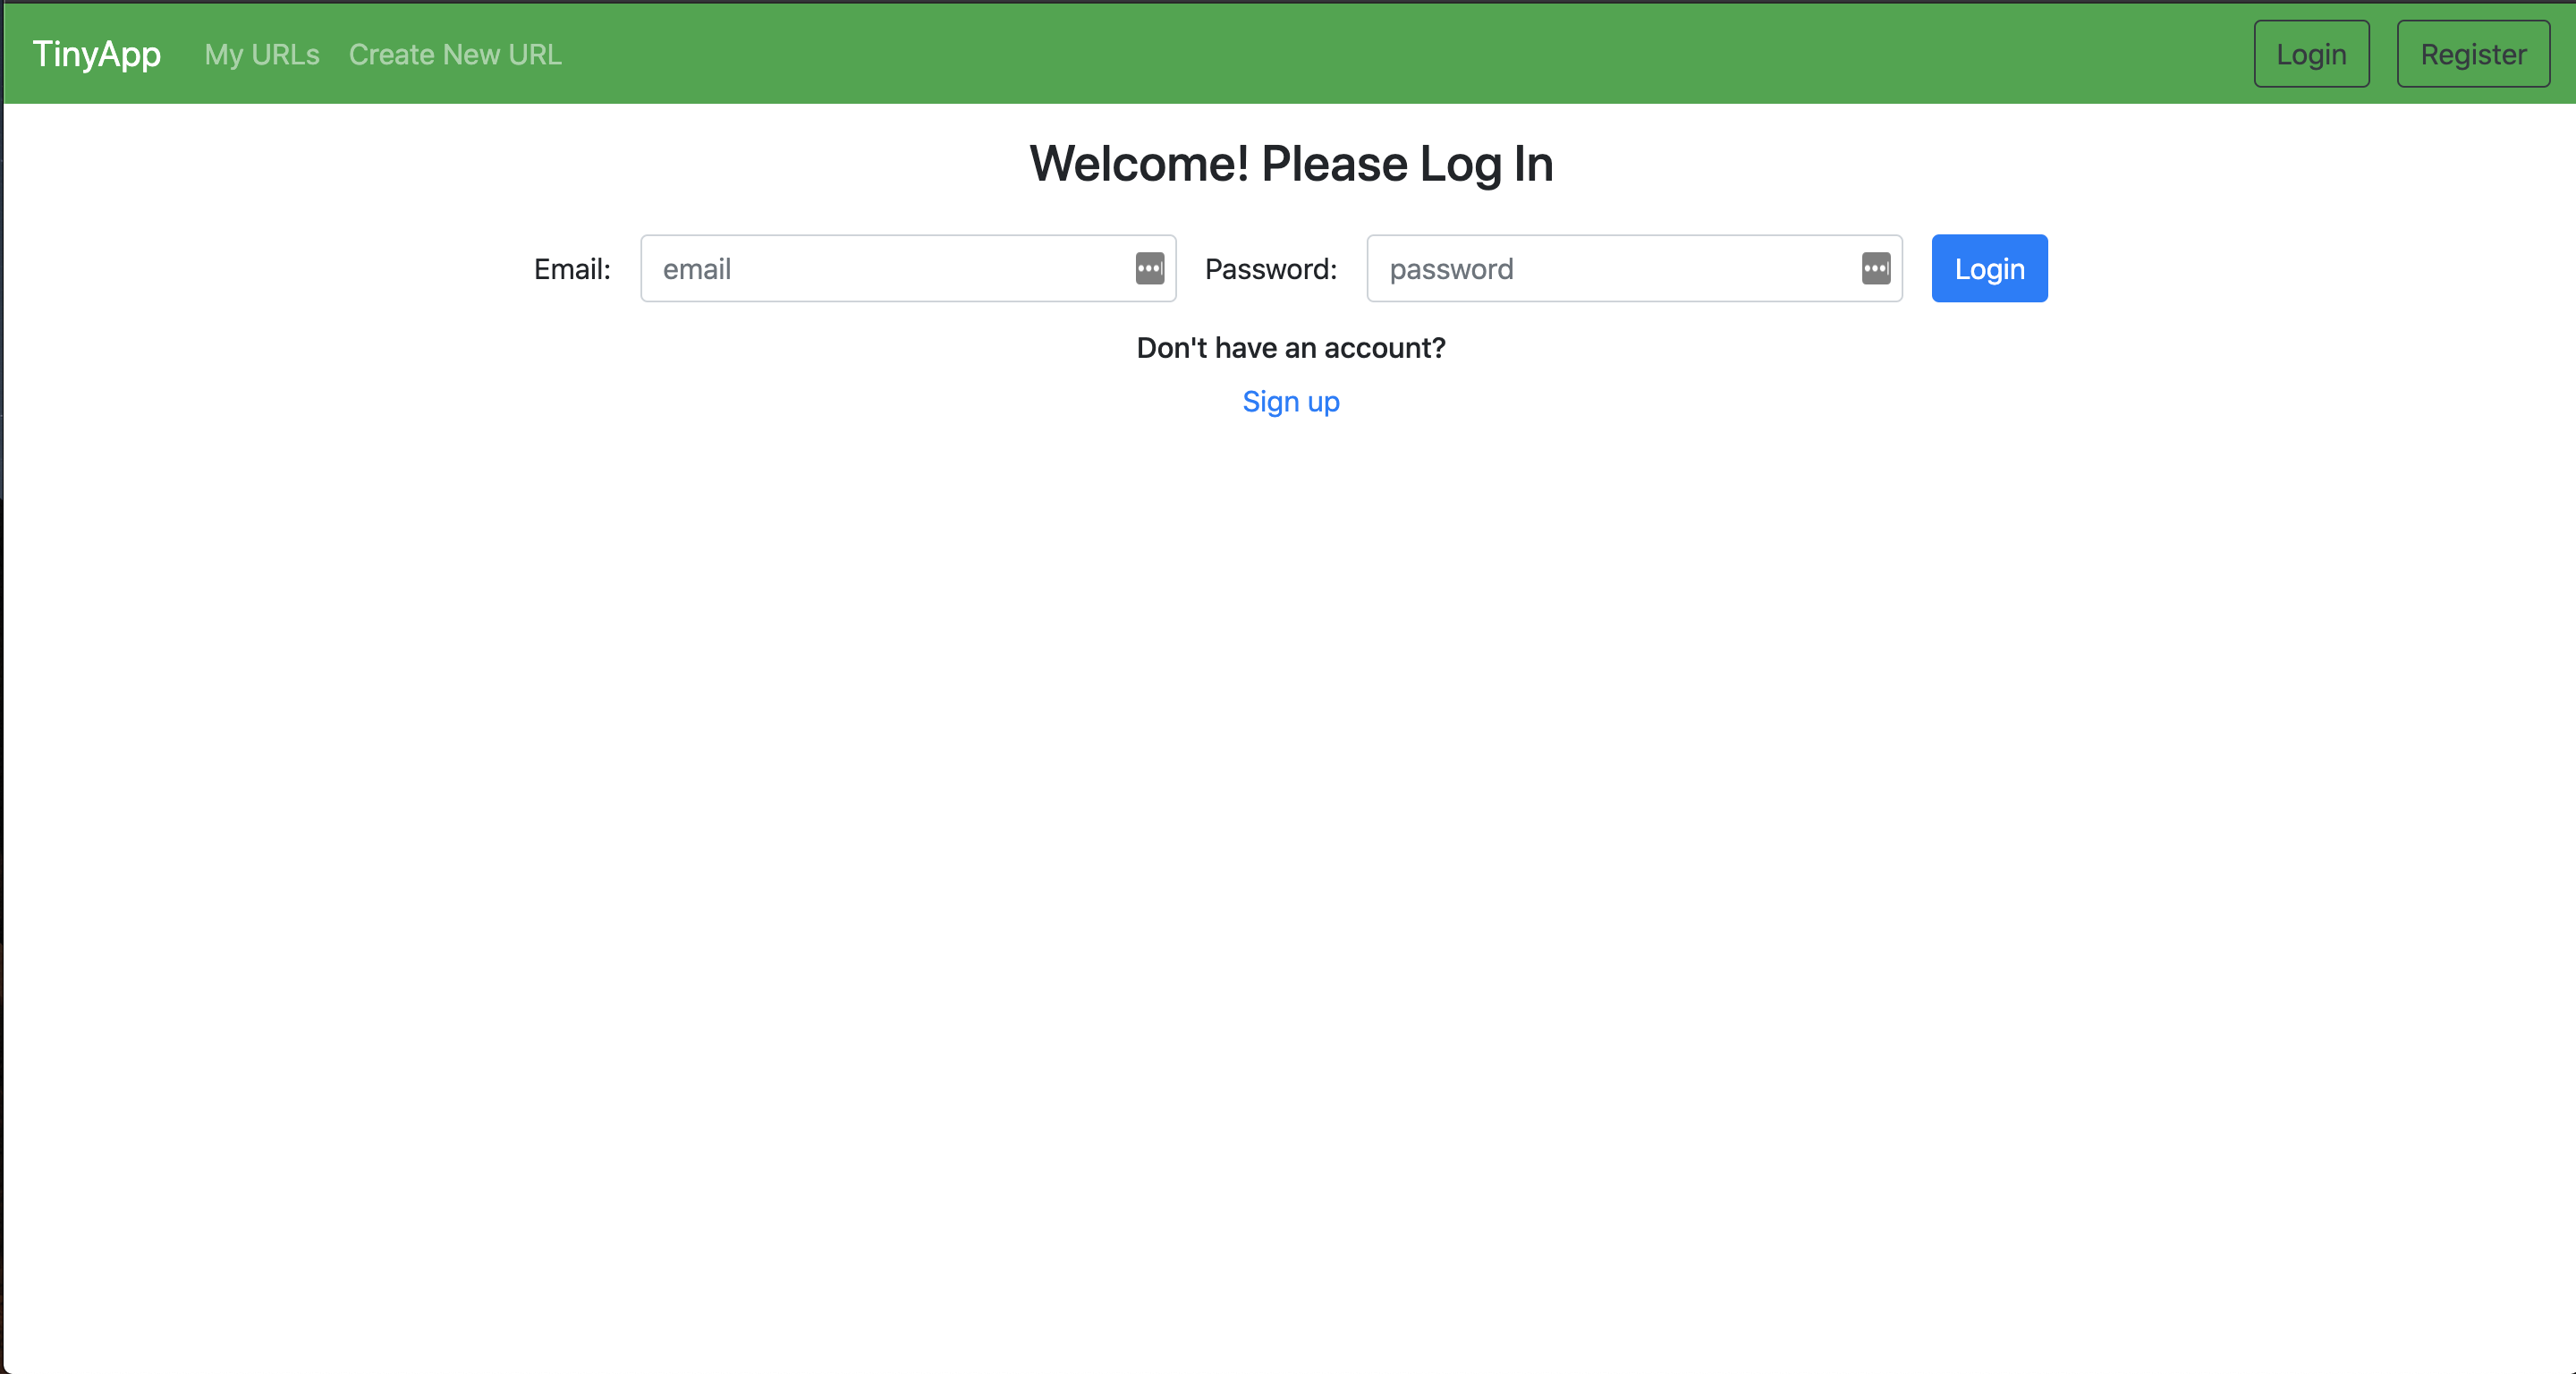 TinyApp My URLs Create New URL Login Register
Welcome! Please Log In
Email: email Password: password Login
Don't have an account?
Sign up